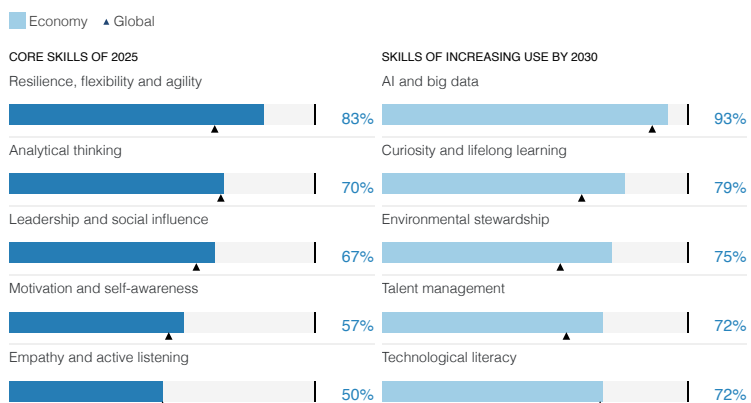 Economy Global
CORE SKILLS OF 2025
Resilience, flexibility and agility
83%
Analytical thinking
70%
Leadership and social influence
67%
Motivation and self-awareness
57%
Empathy and active listening
50%
SKILLS OF INCREASING USE BY 2030
AI and big data
93%
Curiosity and lifelong learning
79%
Environmental stewardship
75%
Talent management
72%
Technological literacy
72%